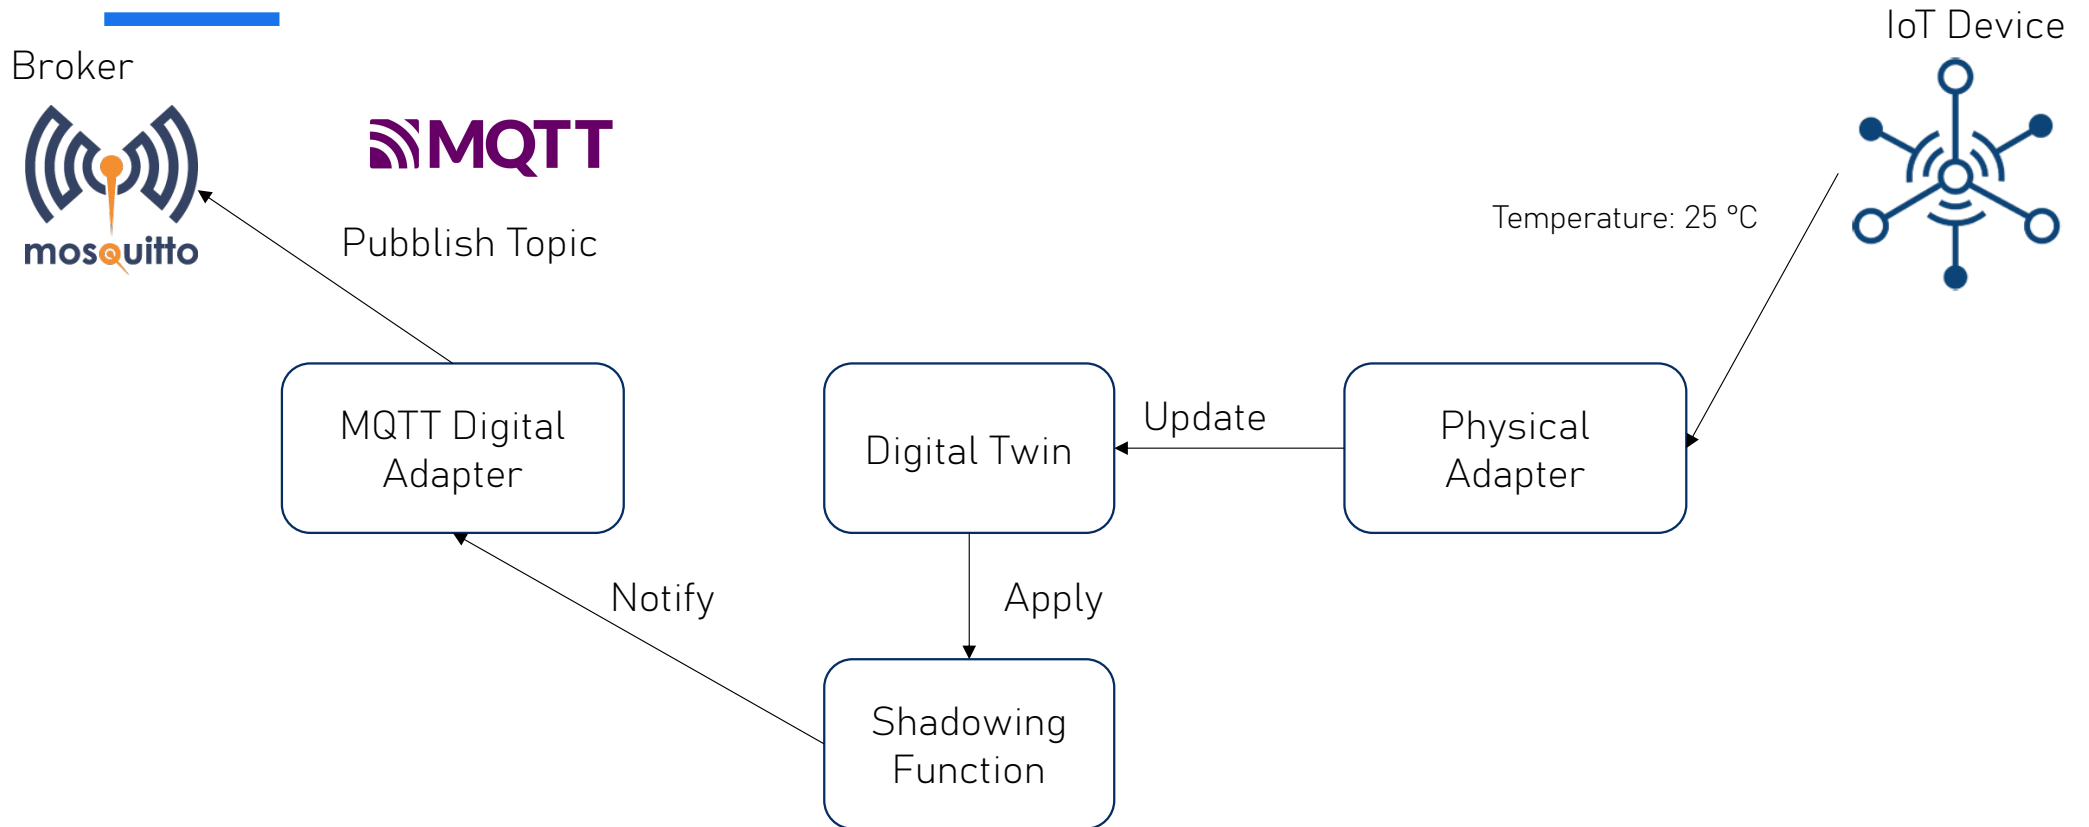 IoT Device
Broker
MQTT
mosquitto
Pubblish Topic
Temperature: 25 °C
MQTT Digital
Adapter
Digital Twin
Update
Physical
Adapter
Notify
Apply
Shadowing
Function